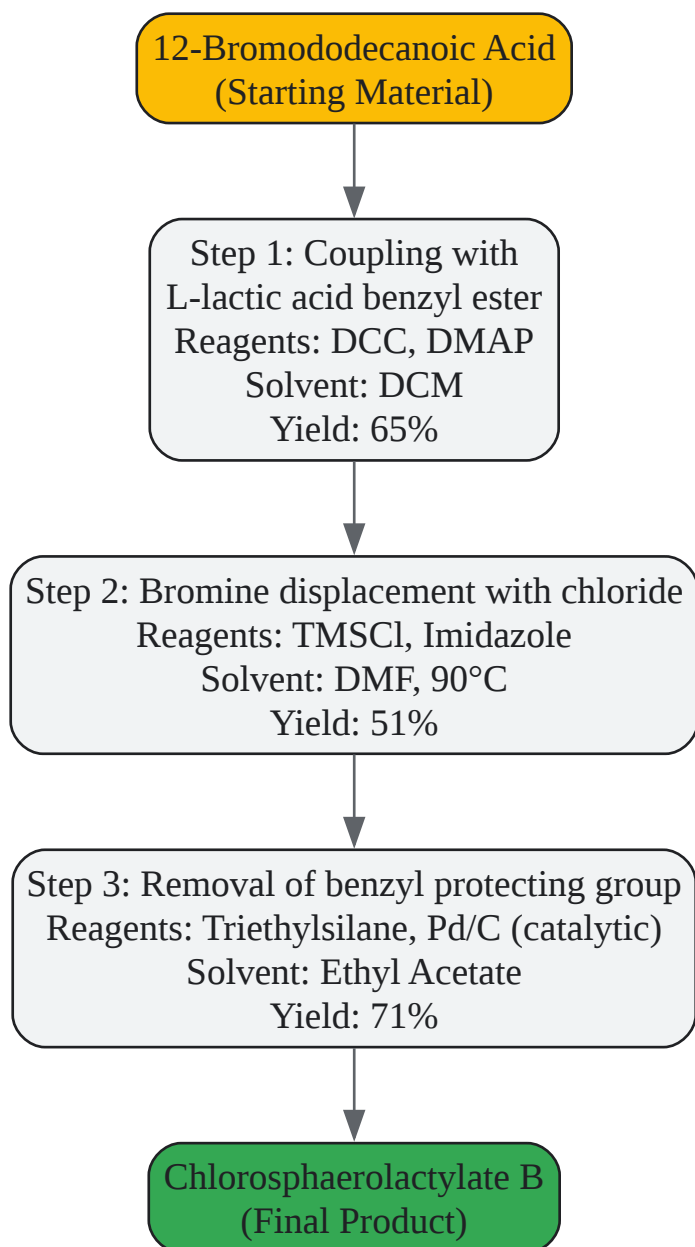 12-Bromododecanoic Acid
(Starting Material)
Step 1: Coupling with
L-lactic acid benzyl ester
Reagents: DCC, DMAP
Solvent: DCM
Yield: 65%
Step 2: Bromine displacement with chloride
Reagents: TMSCl, Imidazole
Solvent: DMF, 90°C
Yield: 51%
Step 3: Removal of benzyl protecting group
Reagents: Triethylsilane, Pd/C (catalytic)
Solvent: Ethyl Acetate
Yield: 71%
Chlorosphaerolactylate B
(Final Product)